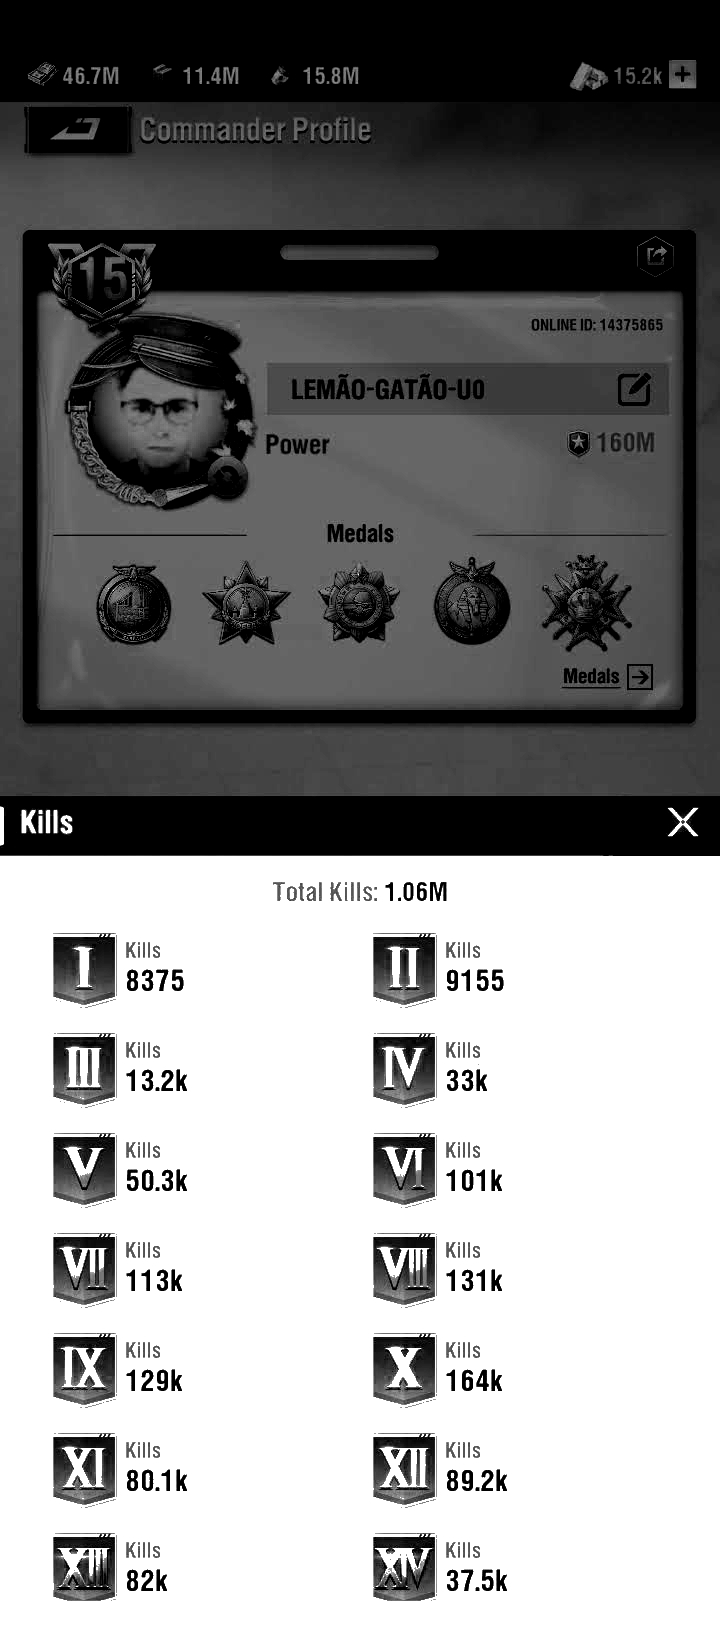 46.7M 11.4M 15.8M 15.2k
Commander Profile
15
ONLINE ID: 14375865
LEMÃO-GATÃO-U0
Power 160M
Medals
Medals
Kills
Total Kills: 1.06M
I Kills 8375
II Kills 9155
III Kills 13.2k
IV Kills 33k
V Kills 50.3k
VI Kills 101k
VII Kills 113k
VIII Kills 131k
IX Kills 129k
X Kills 164k
XI Kills 80.1k
XII Kills 89.2k
XIII Kills 82k
XIV Kills 37.5k